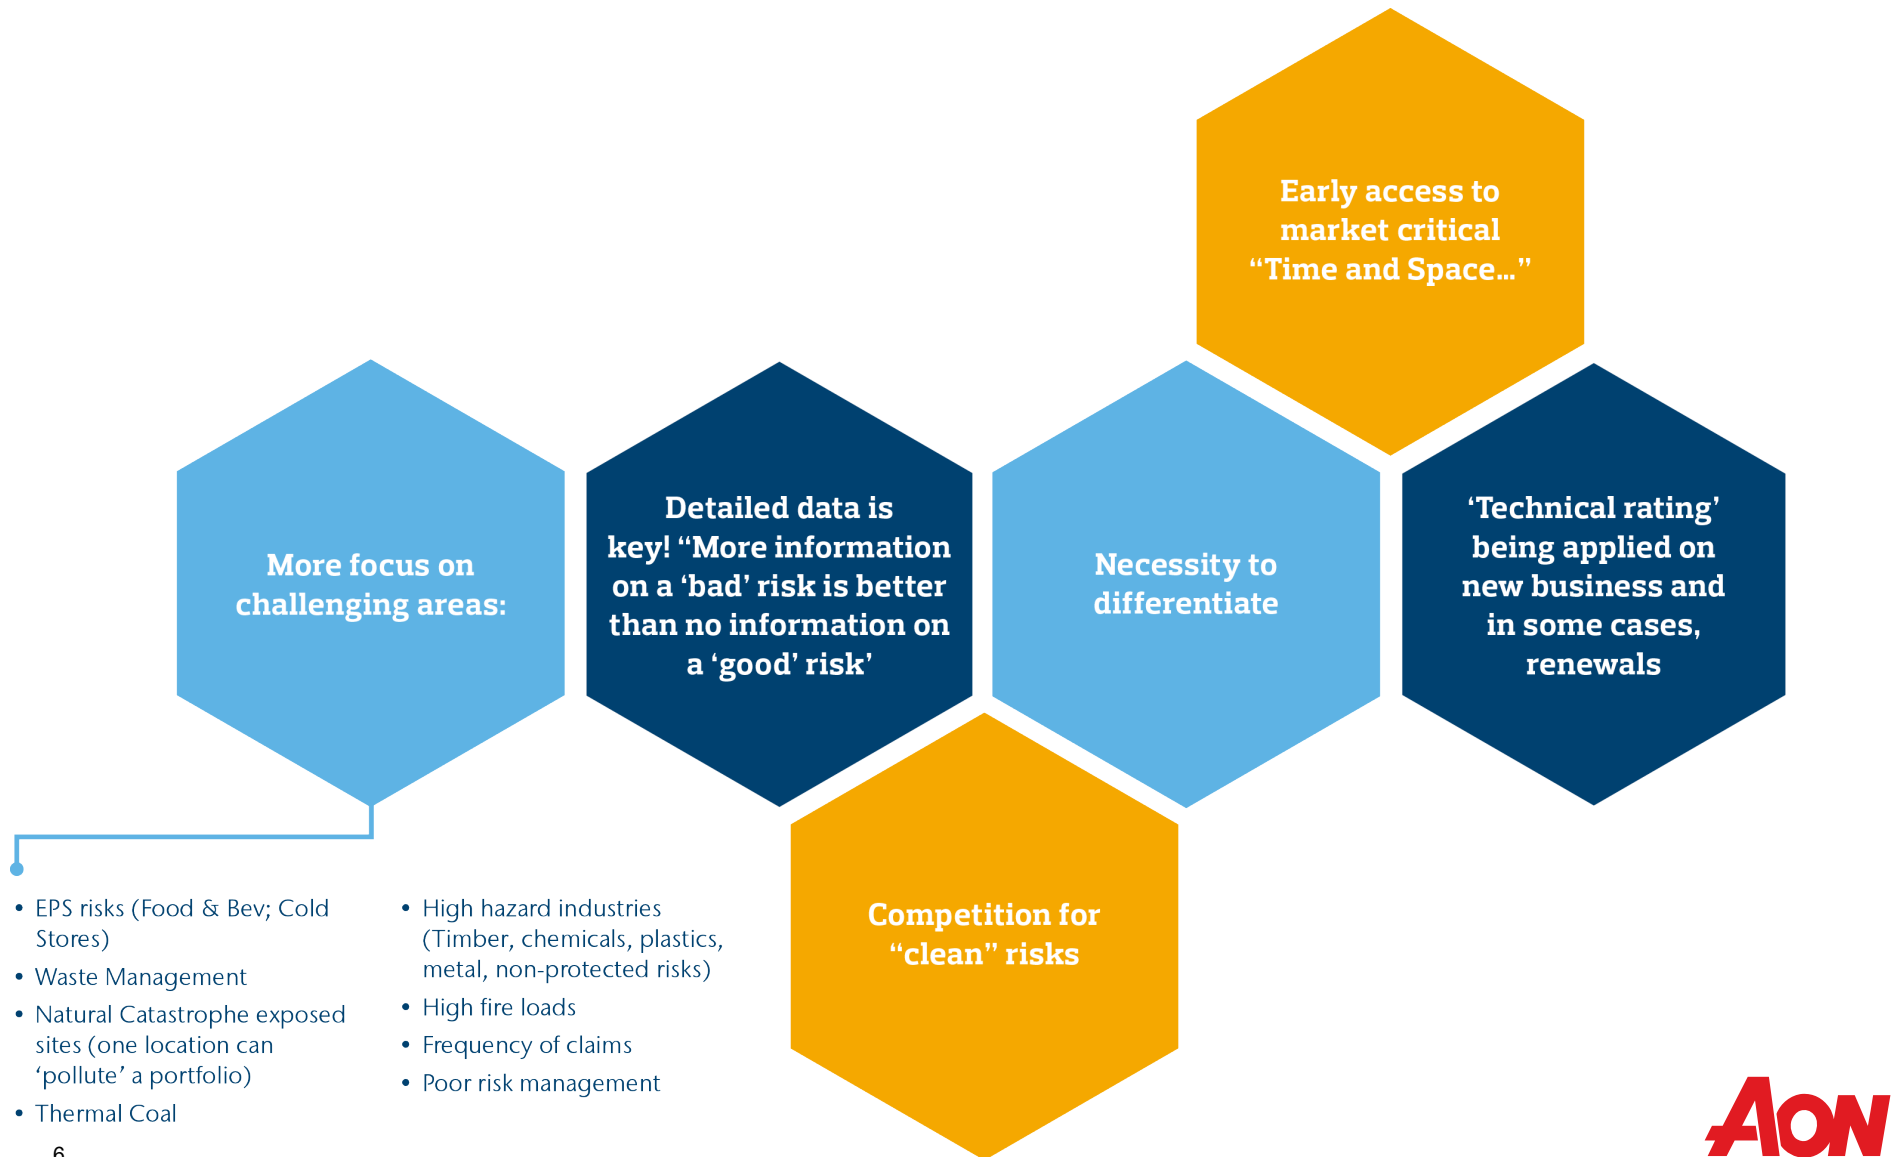 Early access to
market critical
“Time and Space…”
More focus on
challenging areas:
Detailed data is
key! “More information
on a ‘bad’ risk is better
than no information on
a ‘good’ risk’
Necessity to
differentiate
‘Technical rating’
being applied on
new business and
in some cases,
renewals
Competition for
“clean” risks
• EPS risks (Food & Bev; Cold
Stores)
• Waste Management
• Natural Catastrophe exposed
sites (one location can
‘pollute’ a portfolio)
• Thermal Coal
• High hazard industries
(Timber, chemicals, plastics,
metal, non-protected risks)
• High fire loads
• Frequency of claims
• Poor risk management
6
AON